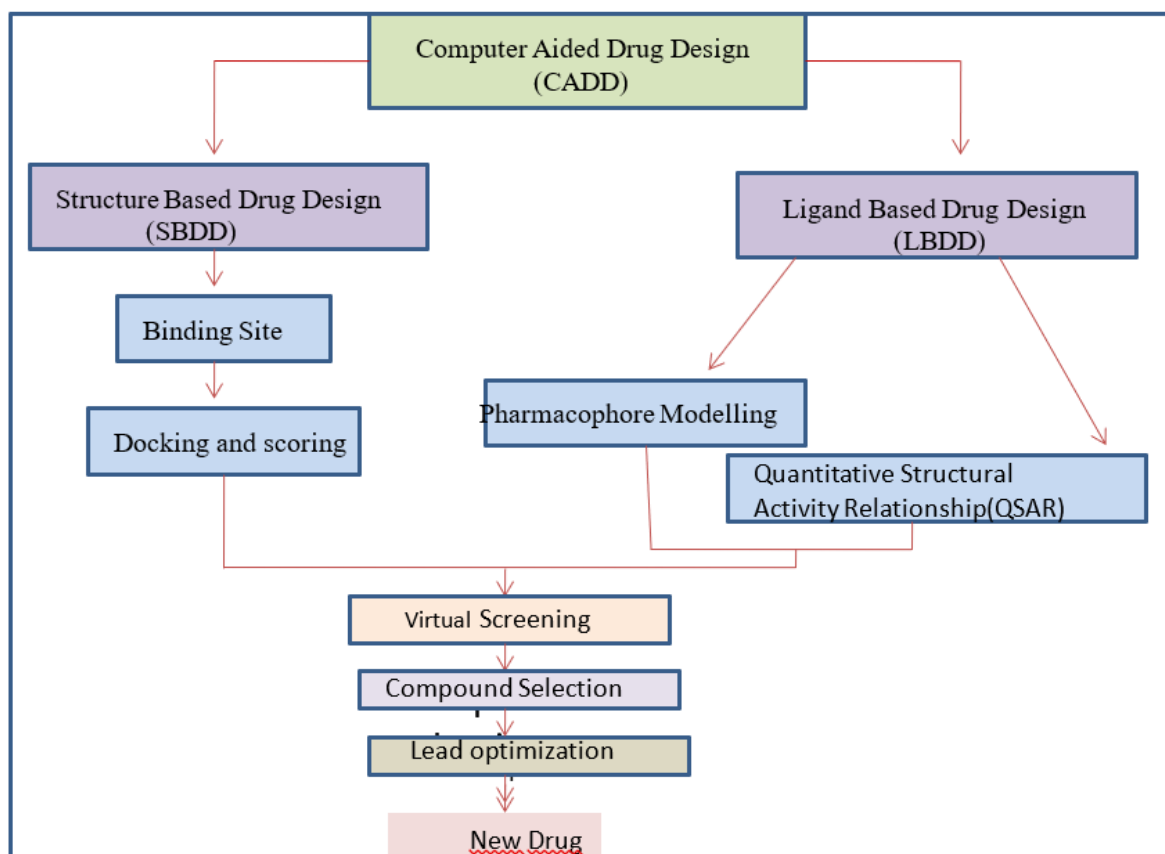 Computer Aided Drug Design
(CADD)
Structure Based Drug Design
(SBDD)
Ligand Based Drug Design
(LBDD)
Binding Site
Pharmacophore Modelling
Docking and scoring
Quantitative Structural
Activity Relationship(QSAR)
Virtual Screening
Compound Selection
Lead optimization
New Drug